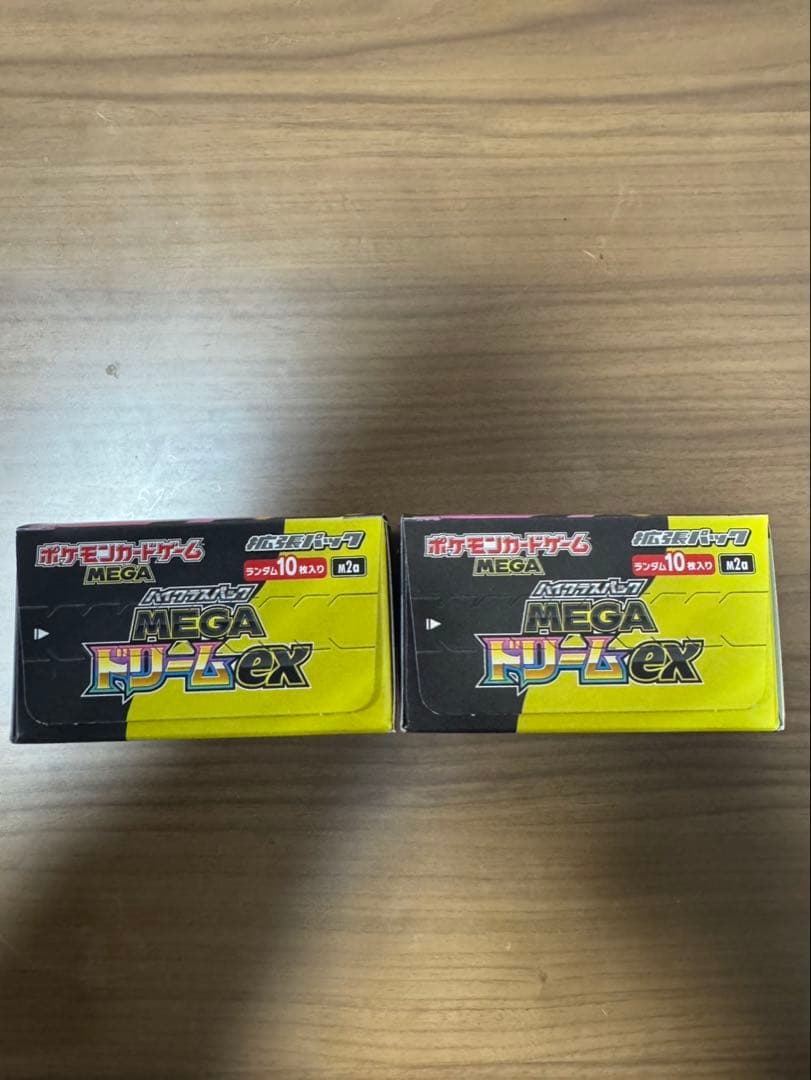 ポケモンカードゲーム
MEGA
拡張パック
ランダム10枚入り
M2a
ハイクラスパック
MEGA
ドリームex
ポケモンカードゲーム
MEGA
拡張パック
ランダム10枚入り
M2a
ハイクラスパック
MEGA
ドリームex